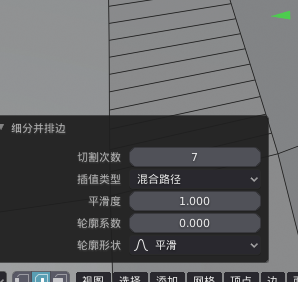 细分并排边
切割次数 7
插值类型 混合路径
平滑度 1.000
轮廓系数 0.000
轮廓形状 平滑
视图 选择 添加 网格 顶点 边